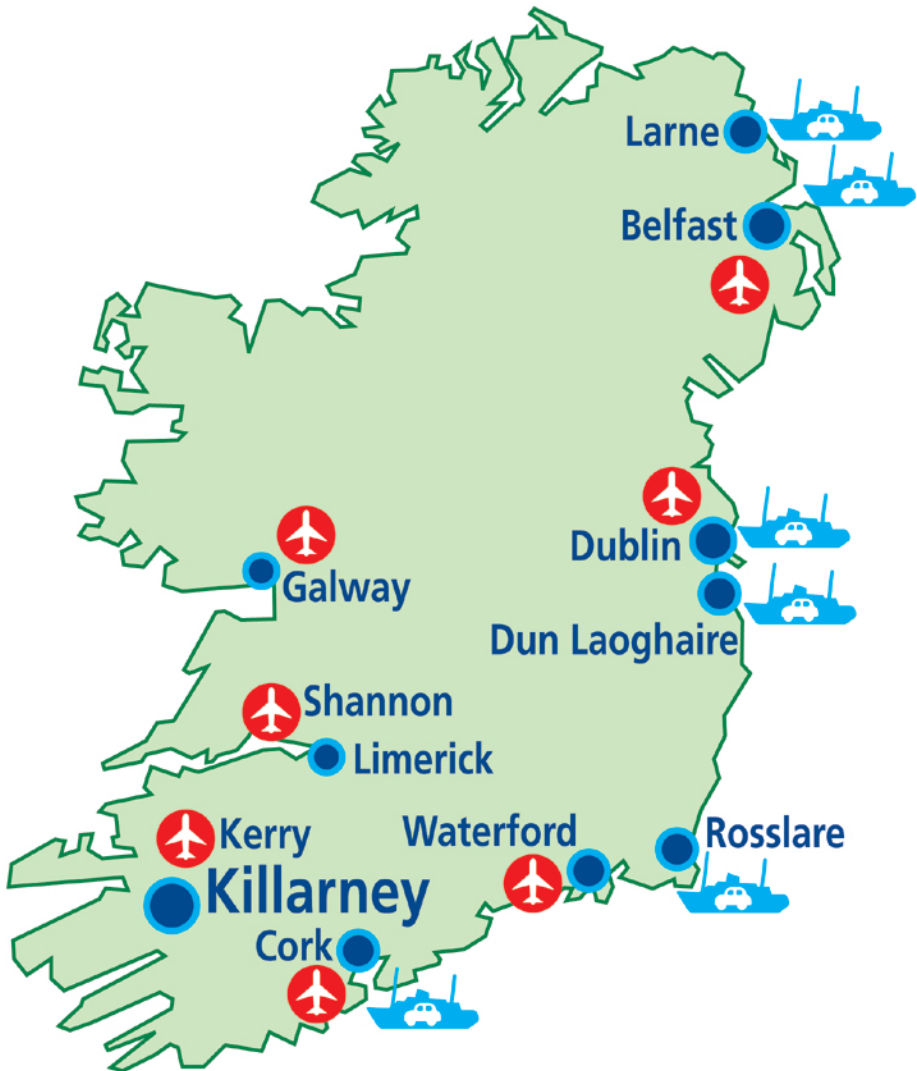 Larne
Belfast
Dublin
Galway
Dun Laoghaire
Shannon
Limerick
Kerry
Waterford
Rosslare
Killarney
Cork